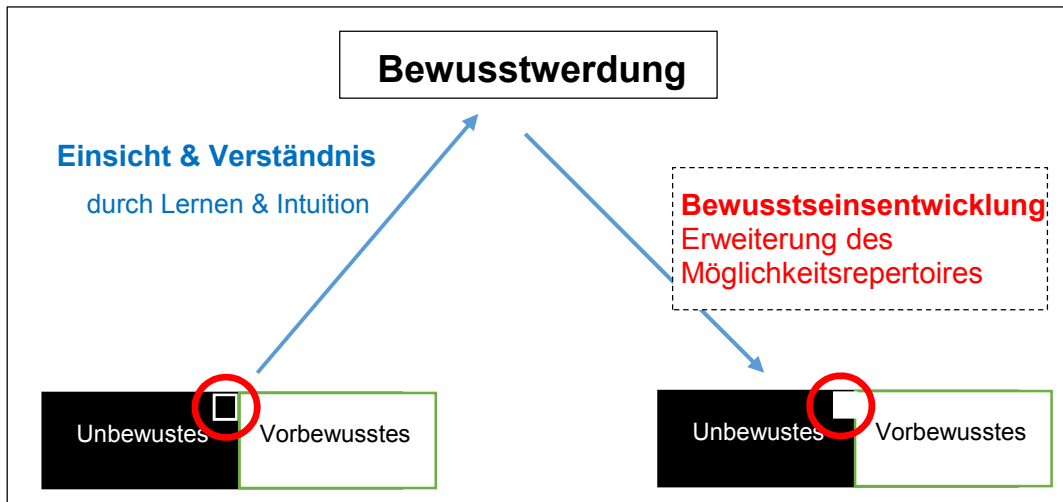 Bewusstwerdung
Einsicht & Verständnis
durch Lernen & Intuition
Bewusstseinsentwicklung
Erweiterung des
Möglichkeitsrepertoires
Unbewustes
Vorbewusstes
Unbewustes
Vorbewusstes